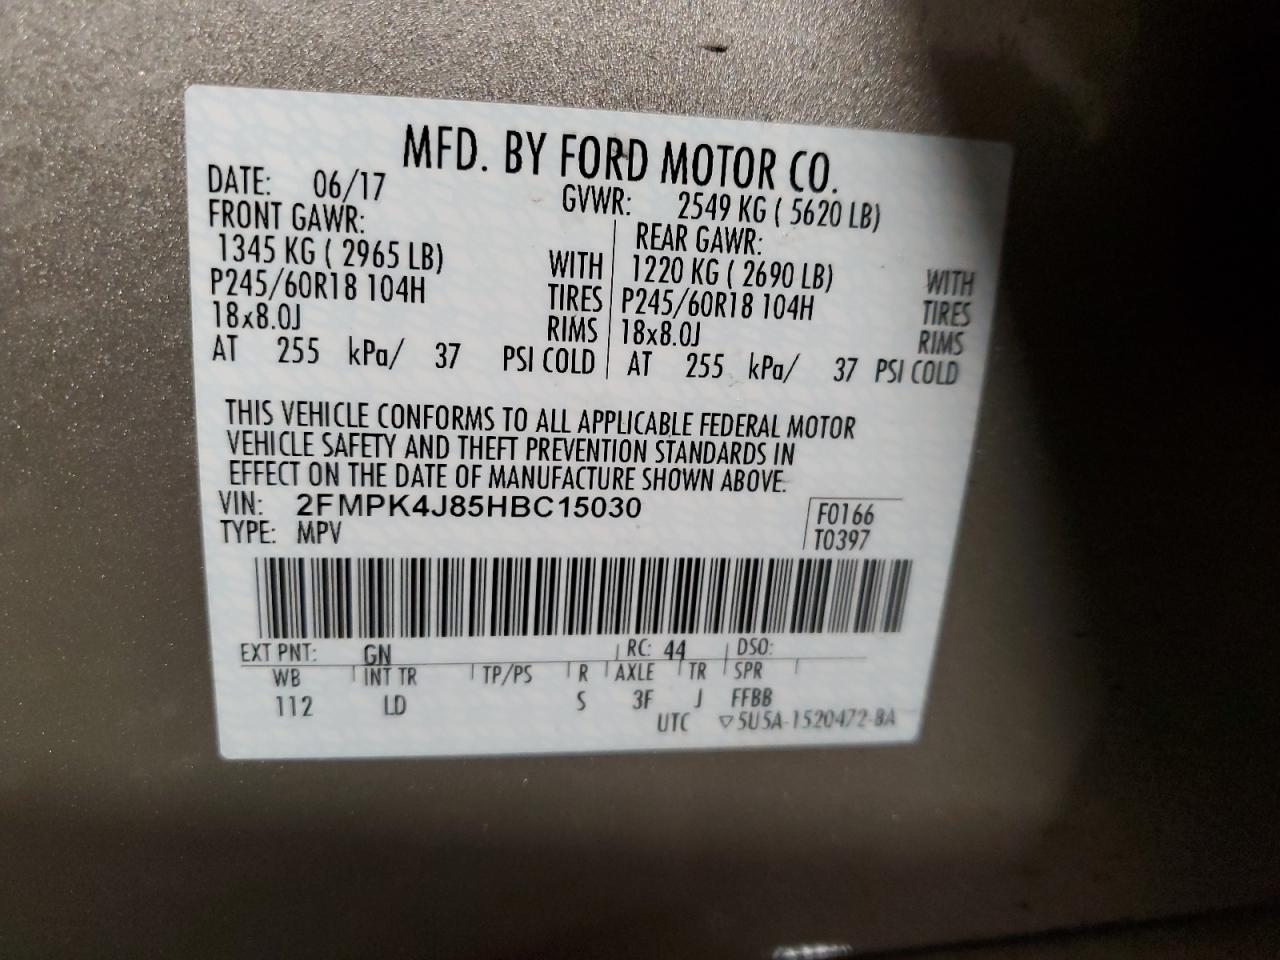 MFD. BY FORD MOTOR CO.
DATE: 06/17 GVWR: 2549 KG ( 5620 LB)
FRONT GAWR: REAR GAWR:
1345 KG ( 2965 LB) WITH 1220 KG ( 2690 LB) WITH
P245/60R18 104H TIRES P245/60R18 104H TIRES
18x8.0J RIMS 18x8.0J RIMS
AT 255 kPa/ 37 PSI COLD AT 255 kPa/ 37 PSI COLD
THIS VEHICLE CONFORMS TO ALL APPLICABLE FEDERAL MOTOR
VEHICLE SAFETY AND THEFT PREVENTION STANDARDS IN
EFFECT ON THE DATE OF MANUFACTURE SHOWN ABOVE.
VIN: 2FMPK4J85HBC15030 F0166
TYPE: MPV T0397
EXT PNT: GN RC: 44 DSO:
WB INT TR TP/PS R AXLE TR SPR
112 LD S 3F J FFBB
UTC ▽5U5A-1520472-BA